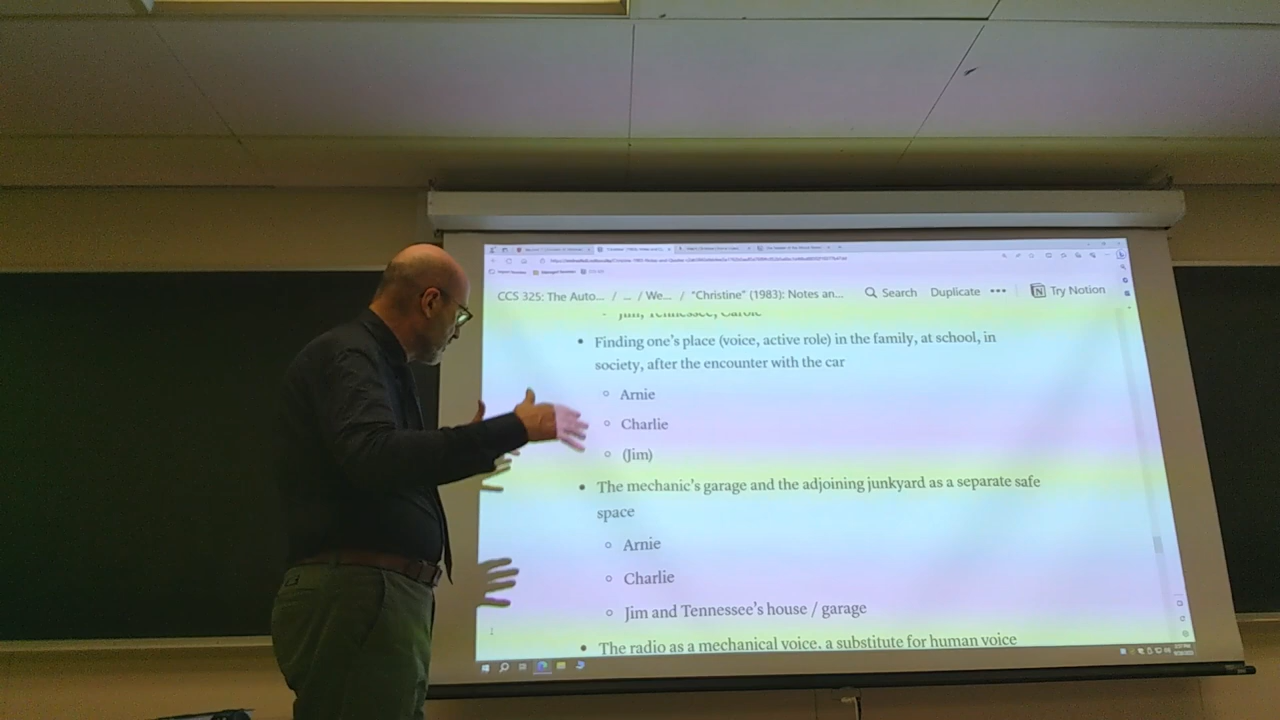 CCS 325: The Auto... / ... / We... / "Christine" (1983): Notes an... Search Duplicate ••• Try Notion
Jim, Tennessee, Carole
• Finding one's place (voice, active role) in the family, at school, in
society, after the encounter with the car
◦ Arnie
◦ Charlie
◦ (Jim)
• The mechanic's garage and the adjoining junkyard as a separate safe
space
◦ Arnie
◦ Charlie
◦ Jim and Tennessee's house / garage
• The radio as a mechanical voice, a substitute for human voice